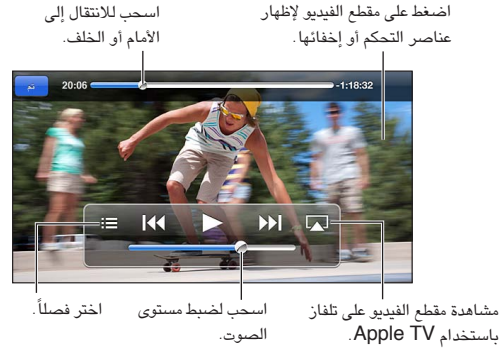 اضغط على مقطع الفيديو لإظهار
عناصر التحكم أو إخفائها.
اسحب للانتقال إلى
الأمام أو الخلف.
تم
20:06
-1:18:32
اختر فصلاً.
اسحب لضبط مستوى
الصوت.
مشاهدة مقطع الفيديو على تلفاز
باستخدام Apple TV.